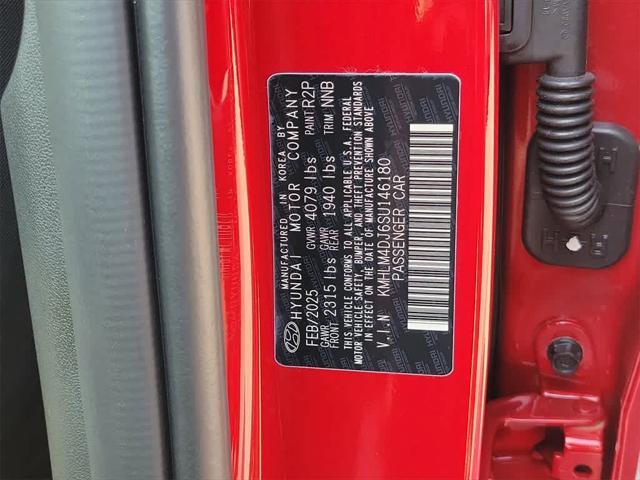 MANUFACTURED IN KOREA BY
HYUNDAI MOTOR COMPANY
FEB/2025 GVWR 4079 lbs PAINT R2P
GAWR FRONT 2315 lbs GAWR REAR 1940 lbs TRIM NNB
THIS VEHICLE CONFORMS TO ALL APPLICABLE U.S.A. FEDERAL
MOTOR VEHICLE SAFETY, BUMPER, AND THEFT PREVENTION STANDARDS
IN EFFECT ON THE DATE OF MANUFACTURE SHOWN ABOVE
V.I.N KMHLM4DJ6SU146180
PASSENGER CAR